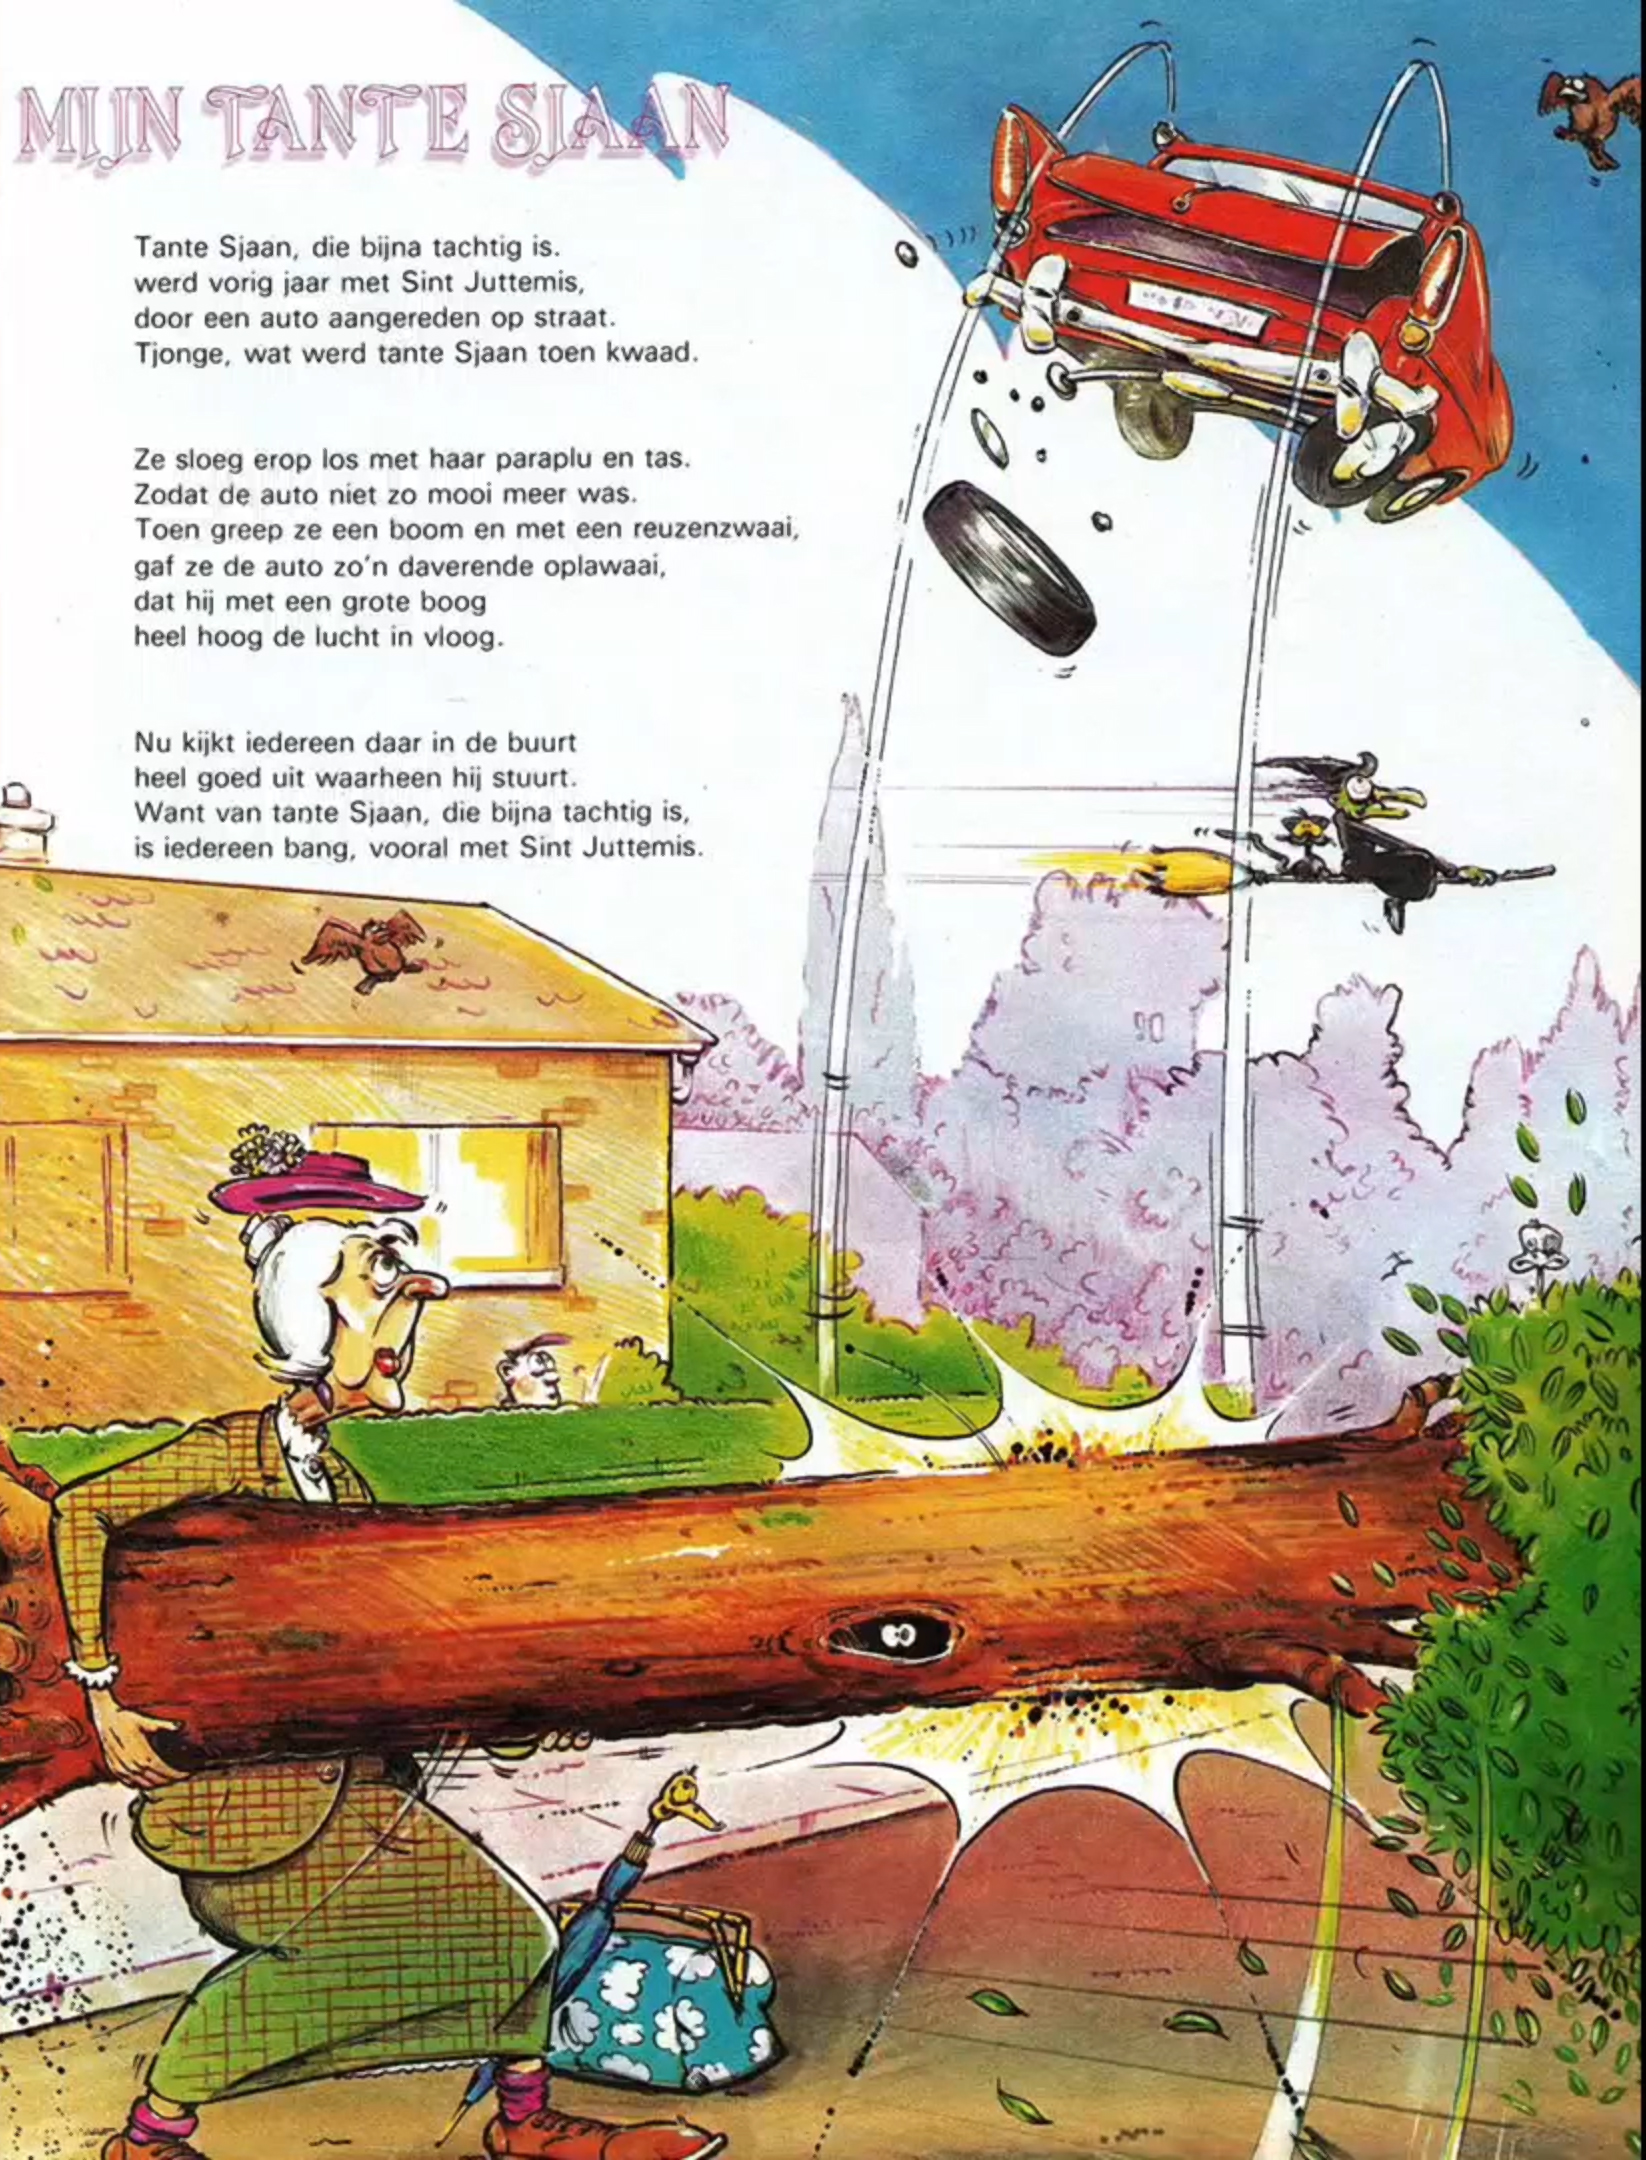 MIJN TANTE SJAAN
Tante Sjaan, die bijna tachtig is.
werd vorig jaar met Sint Juttemis,
door een auto aangereden op straat.
Tjonge, wat werd tante Sjaan toen kwaad.
Ze sloeg erop los met haar paraplu en tas.
Zodat de auto niet zo mooi meer was.
Toen greep ze een boom en met een reuzenzwaai,
gaf ze de auto zo'n daverende oplawaai,
dat hij met een grote boog
heel hoog de lucht in vloog.
Nu kijkt iedereen daar in de buurt
heel goed uit waarheen hij stuurt.
Want van tante Sjaan, die bijna tachtig is,
is iedereen bang, vooral met Sint Juttemis.